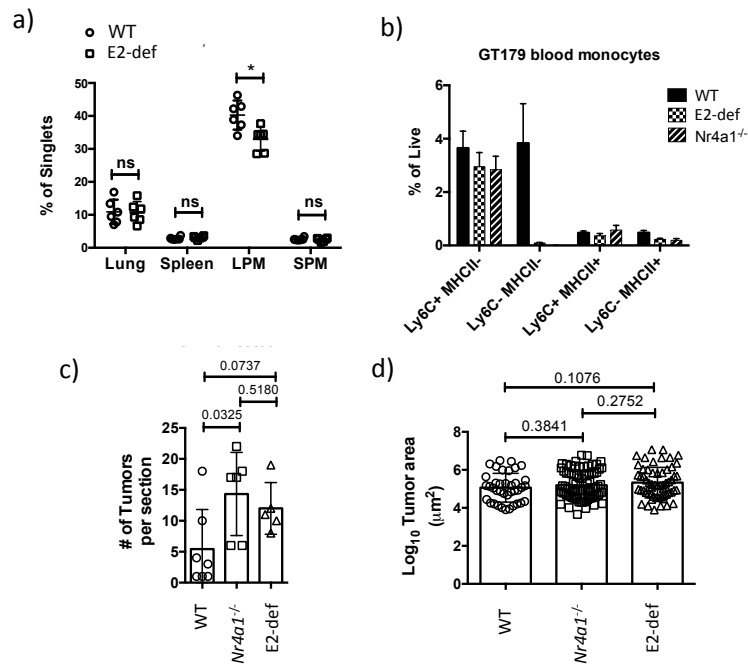 a)
WT
E2-def
% of Singlets
50
40
30
20
10
0
ns
ns
*
ns
Lung Spleen LPM SPM
b)
GT179 blood monocytes
WT
E2-def
Nr4a1-/-
% of Live
6
4
2
0
Ly6C+ MHCII-
Ly6C- MHCII-
Ly6C+ MHCII+
Ly6C- MHCII+
c)
0.0737
0.5180
0.0325
# of Tumors
per section
25
20
15
10
5
0
WT
Nr4a1-/-
E2-def
d)
0.1076
0.2752
0.3841
Log10 Tumor area
(μm2)
8
6
4
2
0
WT
Nr4a1-/-
E2-def